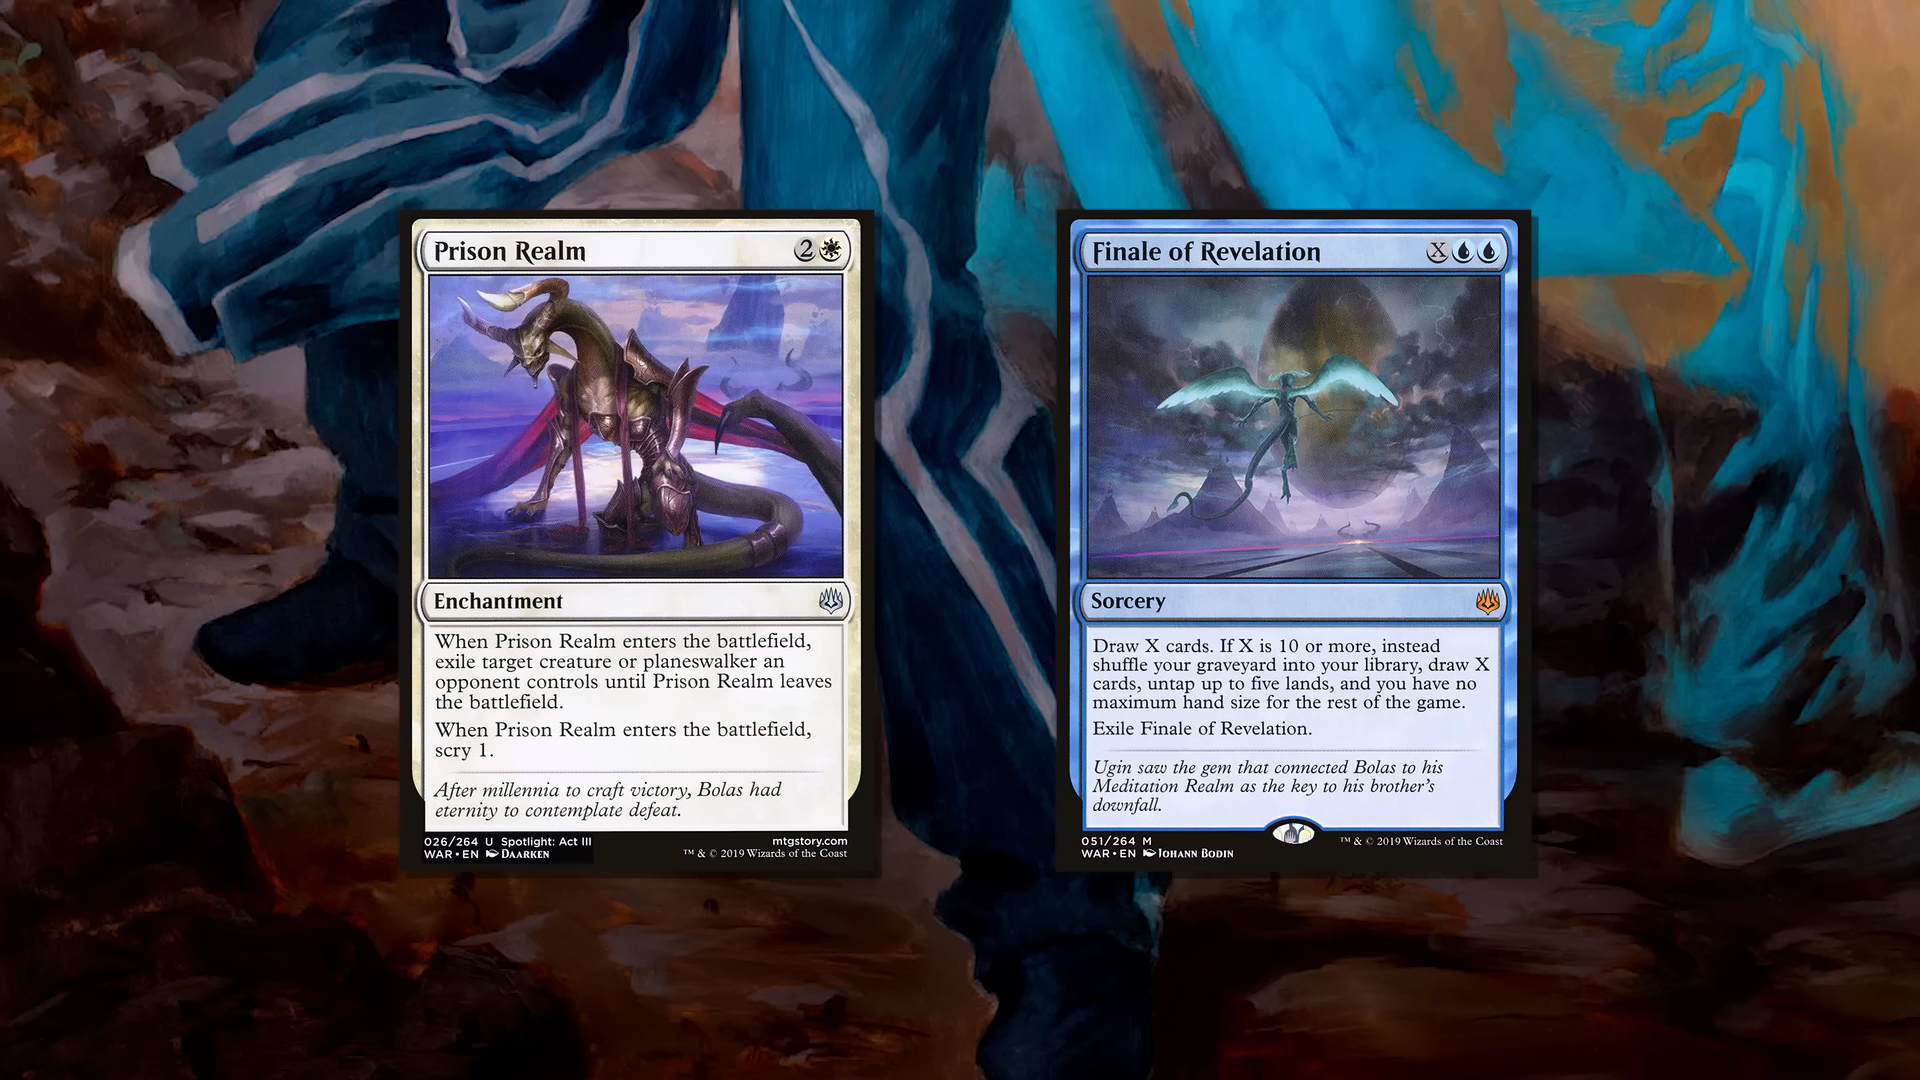 Prison Realm
2
Enchantment
When Prison Realm enters the battlefield,
exile target creature or planeswalker an
opponent controls until Prison Realm leaves
the battlefield.
When Prison Realm enters the battlefield,
scry 1.
After millennia to craft victory, Bolas had
eternity to contemplate defeat.
026/264 U Spotlight: Act III
mtgstory.com
WAR • EN DAARKEN
™ & © 2019 Wizards of the Coast
Finale of Revelation
X
Sorcery
Draw X cards. If X is 10 or more, instead
shuffle your graveyard into your library, draw X
cards, untap up to five lands, and you have no
maximum hand size for the rest of the game.
Exile Finale of Revelation.
Ugin saw the gem that connected Bolas to his
Meditation Realm as the key to his brother's
downfall.
051/264 M
WAR • EN JOHANN BODIN
™ & © 2019 Wizards of the Coast